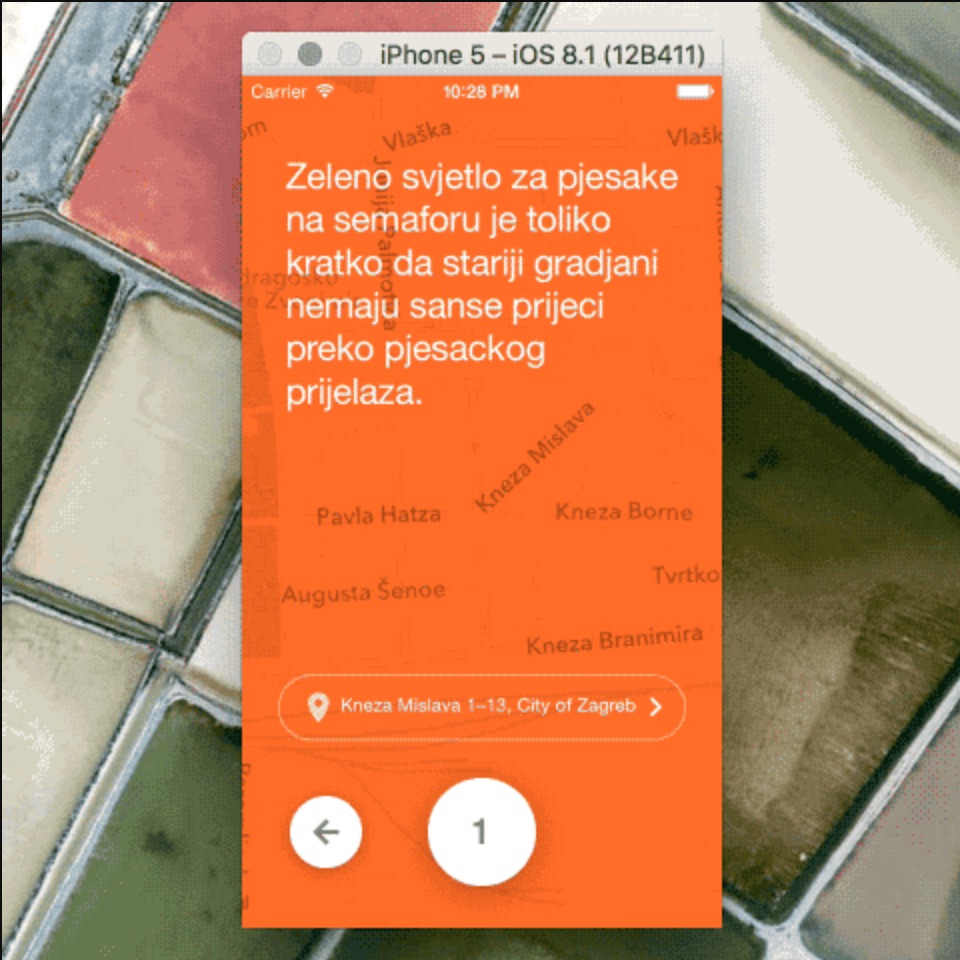 iPhone 5 – iOS 8.1 (12B411)
Carrier 10:28 PM
Vlaška
Vlašk
Zeleno svjetlo za pjesake
na semaforu je toliko
kratko da stariji gradjani
nemaju sanse prijeci
preko pjesackog
prijelaza.
Kneza Mislava
Pavla Hatza
Kneza Borne
Tvrtko
Augusta Šenoe
Kneza Branimira
Kneza Mislava 1–13, City of Zagreb
1